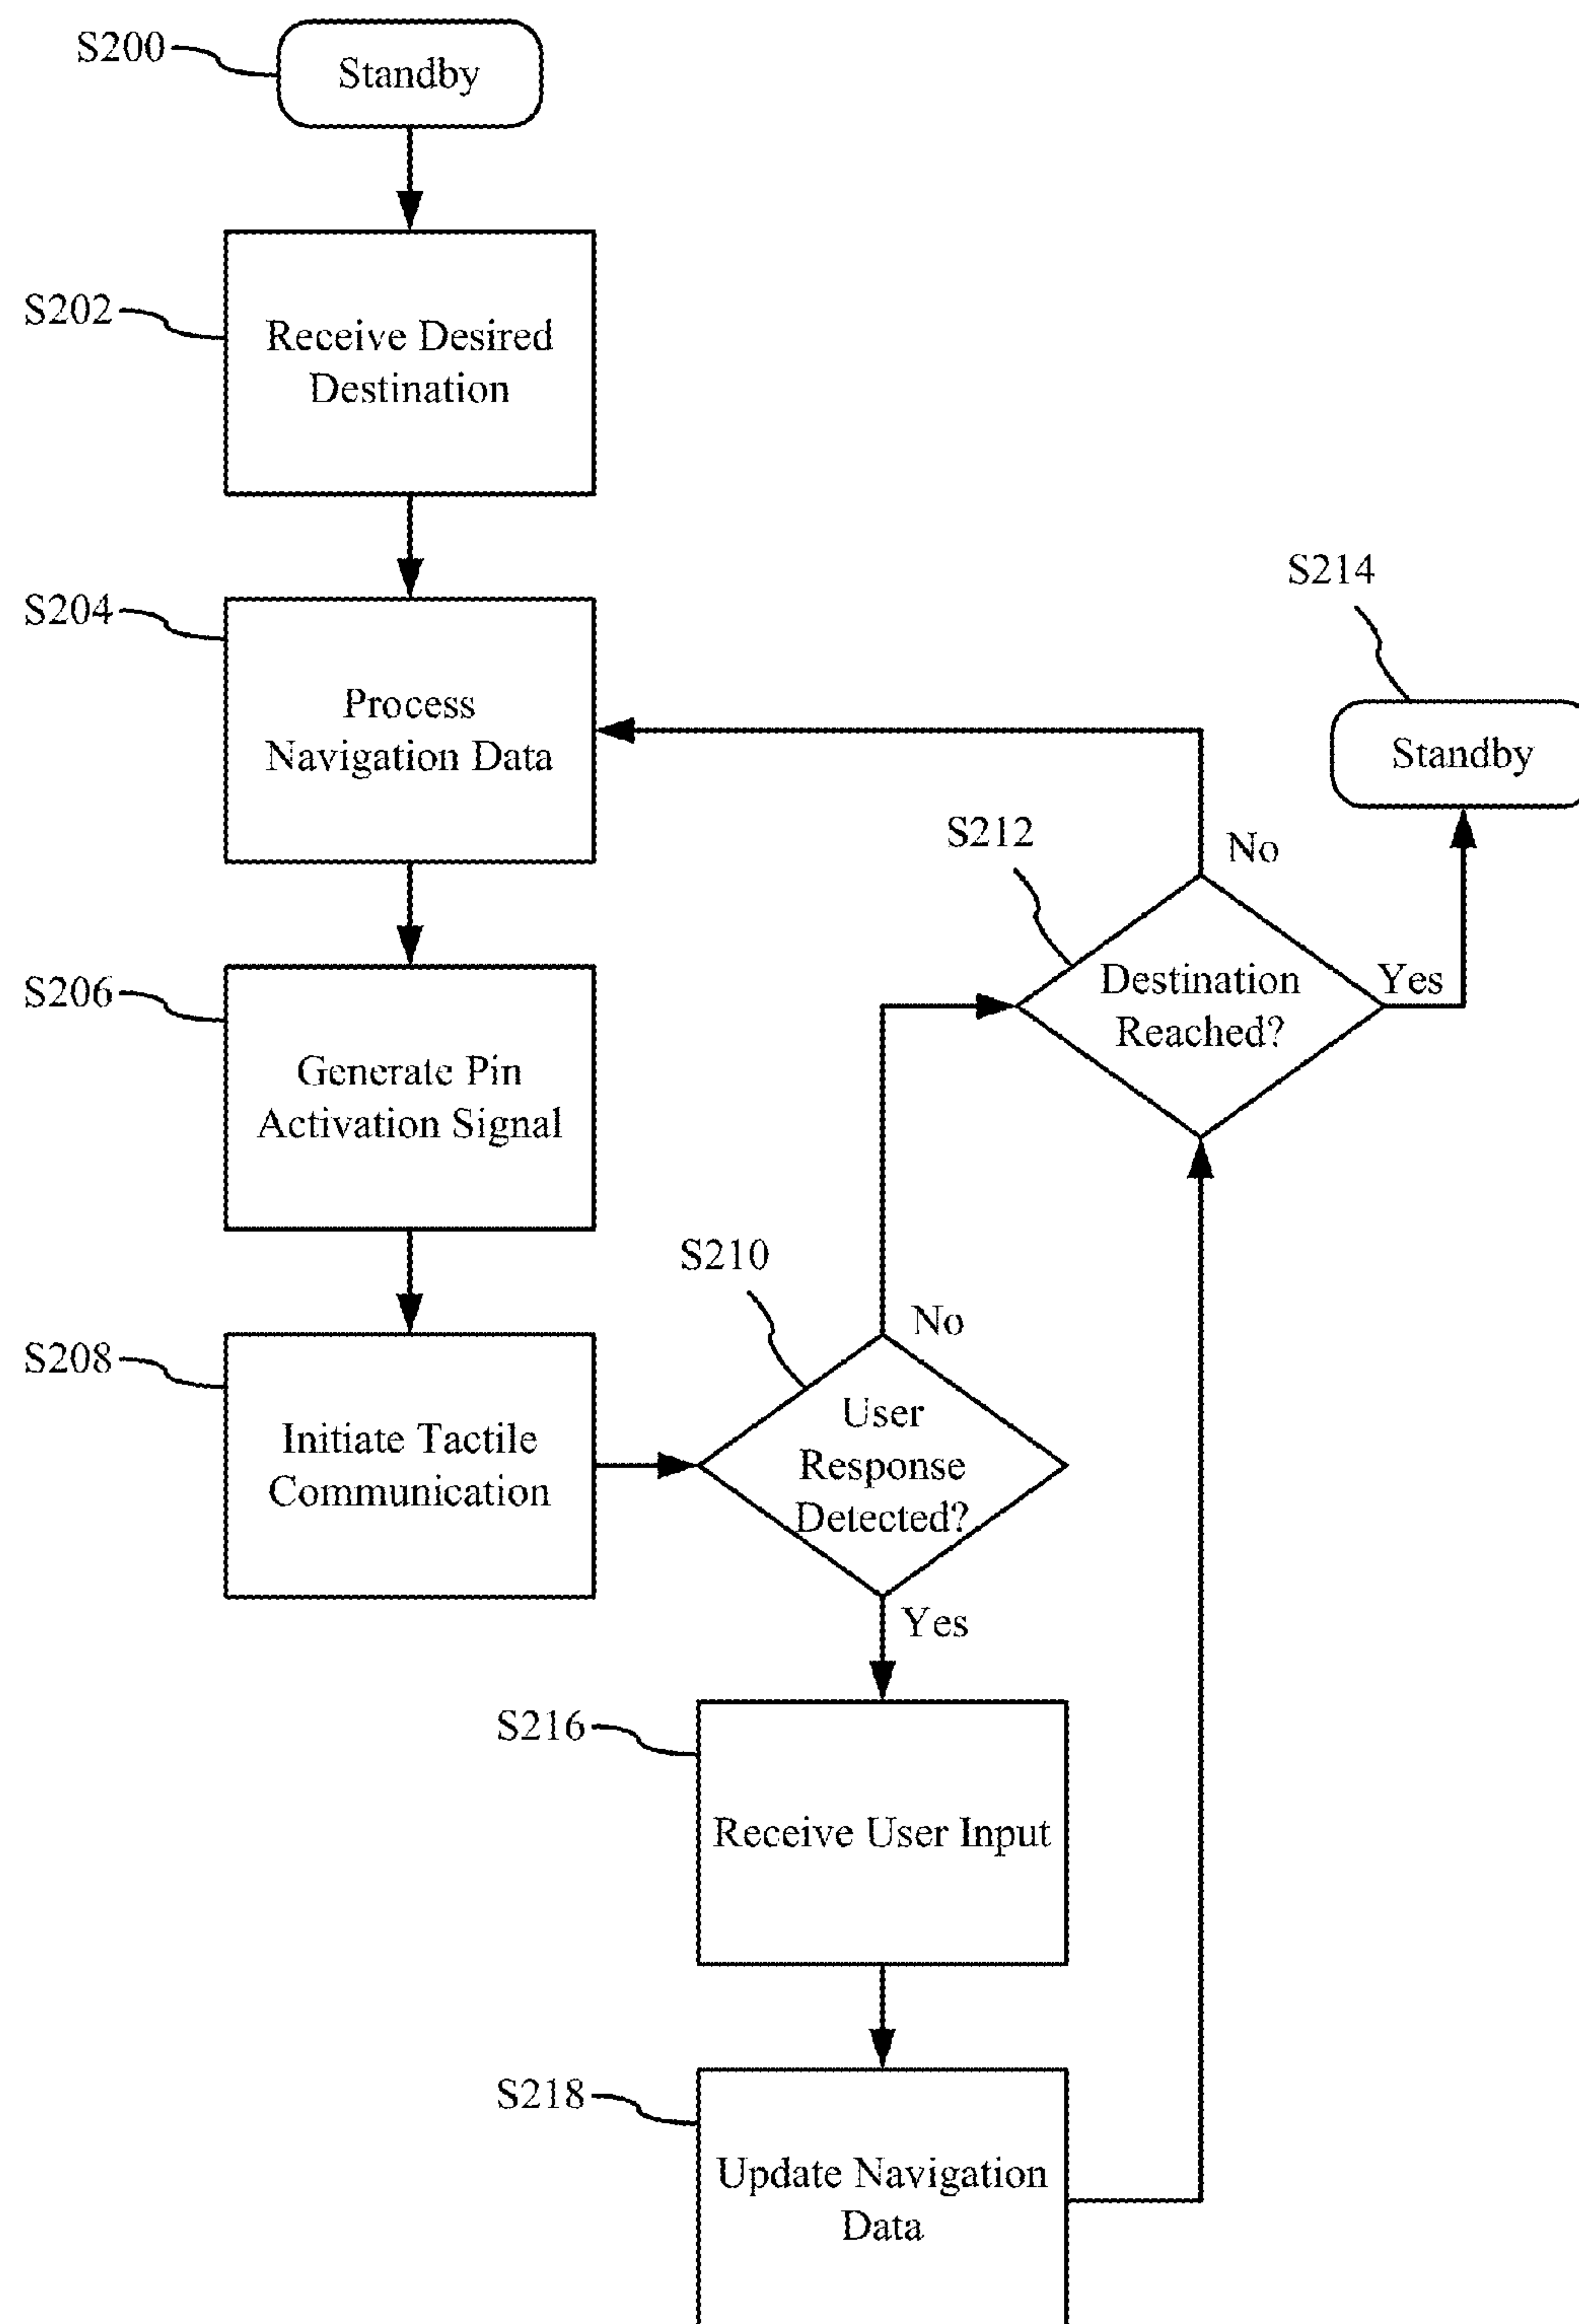 S200
Standby
S202
Receive Desired
Destination
S204
Process
Navigation Data
S206
Generate Pin
Activation Signal
S208
Initiate Tactile
Communication
S210
User
Response
Detected?
No
Yes
S212
Destination
Reached?
No
Yes
S214
Standby
S216
Receive User Input
S218
Update Navigation
Data